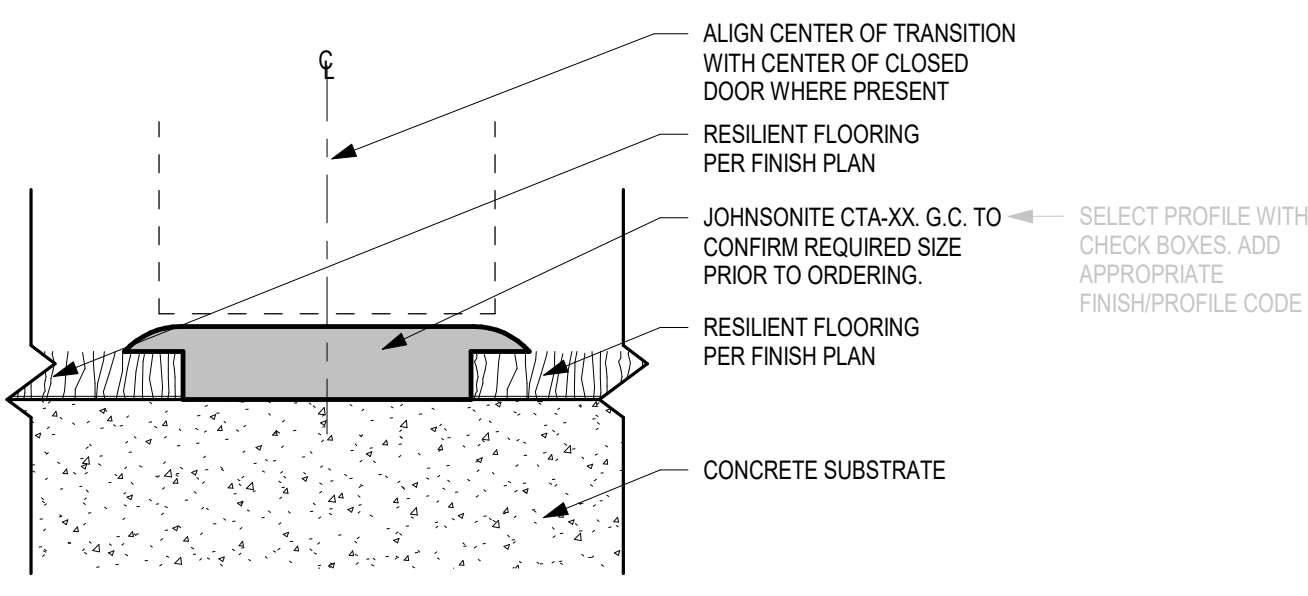 ℄
ALIGN CENTER OF TRANSITION
WITH CENTER OF CLOSED
DOOR WHERE PRESENT
RESILIENT FLOORING
PER FINISH PLAN
JOHNSONITE CTA-XX. G.C. TO
CONFIRM REQUIRED SIZE
PRIOR TO ORDERING.
SELECT PROFILE WITH
CHECK BOXES. ADD
APPROPRIATE
FINISH/PROFILE CODE
RESILIENT FLOORING
PER FINISH PLAN
CONCRETE SUBSTRATE